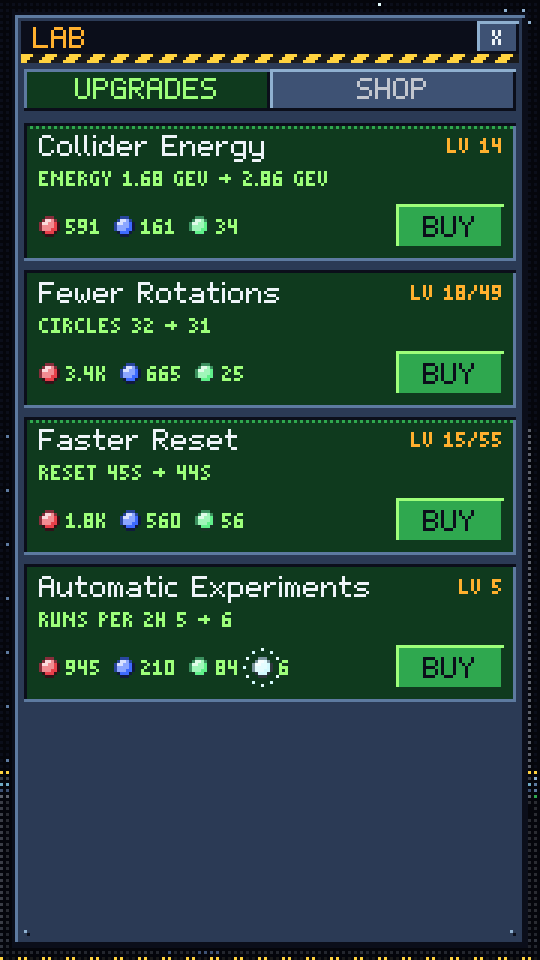 LAB
X
UPGRADES
SHOP
Collider Energy
LV 14
ENERGY 1.68 GEV → 2.86 GEV
591 161 34
BUY
Fewer Rotations
LV 18/49
CIRCLES 32 → 31
3.4K 665 25
BUY
Faster Reset
LV 15/55
RESET 45S → 44S
1.8K 560 56
BUY
Automatic Experiments
LV 5
RUNS PER 2H 5 → 6
945 210 84 6
BUY